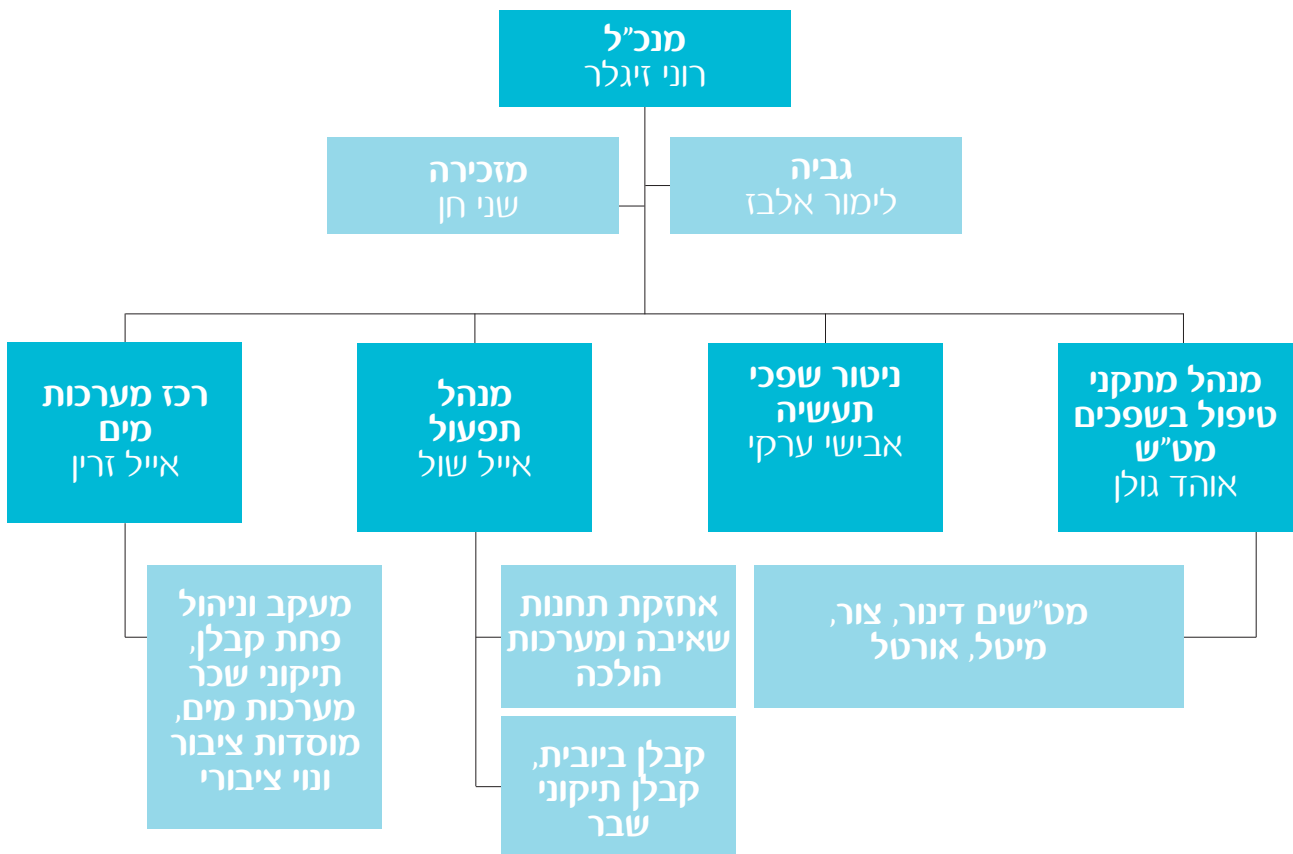 מנכ"ל
רוני זיגלר
גביה
לימור אלבז
מזכירה
שני חן
מנהל מתקני
טיפול בשפכים
מט"ש
אוהד גולן
ניטור שפכי
תעשיה
אבישי ערקי
מנהל
תפעול
אייל שול
רכז מערכות
מים
אייל זרין
מט"שים דינור, צור,
מיטל, אורטל
אחזקת תחנות
שאיבה ומערכות
הולכה
קבלן ביובית,
קבלן תיקוני
שבר
מעקב וניהול
פחת קבלן,
תיקוני שכר
מערכות מים,
מוסדות ציבור
ונוי ציבורי